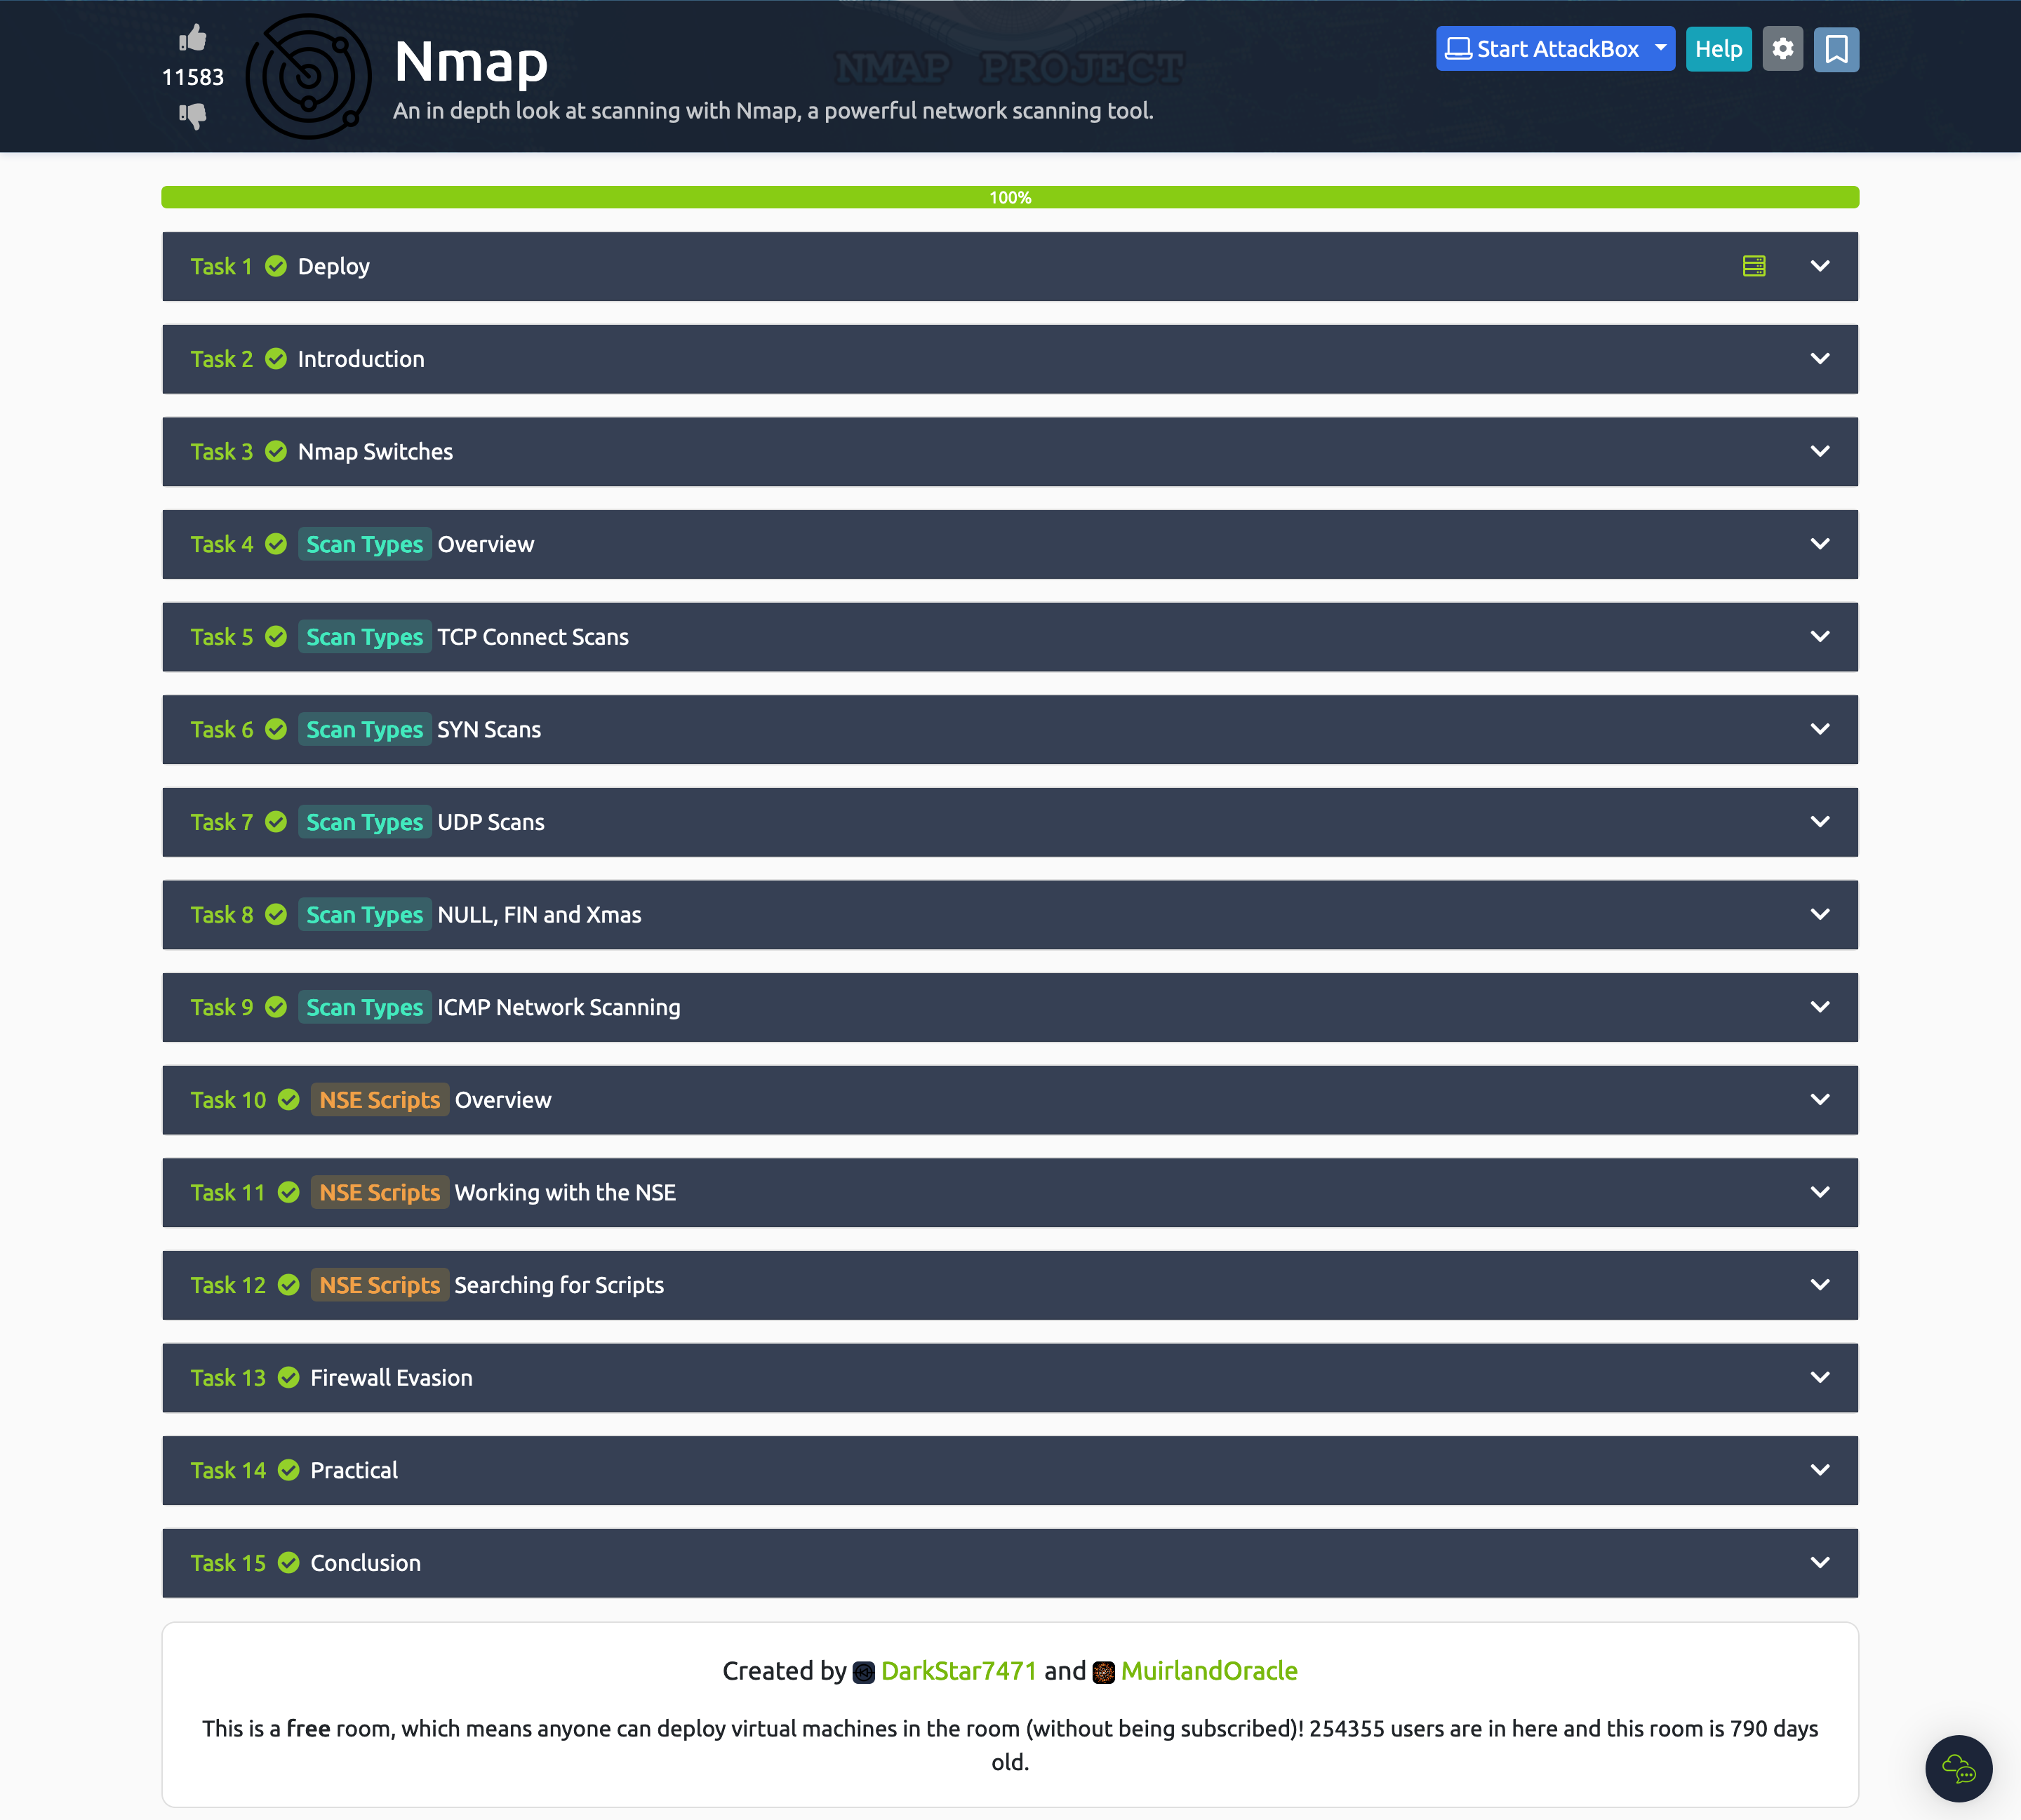 11583
Nmap
NMAP PROJECT
An in depth look at scanning with Nmap, a powerful network scanning tool.
Start AttackBox
Help
100%
Task 1 Deploy
Task 2 Introduction
Task 3 Nmap Switches
Task 4 Scan Types Overview
Task 5 Scan Types TCP Connect Scans
Task 6 Scan Types SYN Scans
Task 7 Scan Types UDP Scans
Task 8 Scan Types NULL, FIN and Xmas
Task 9 Scan Types ICMP Network Scanning
Task 10 NSE Scripts Overview
Task 11 NSE Scripts Working with the NSE
Task 12 NSE Scripts Searching for Scripts
Task 13 Firewall Evasion
Task 14 Practical
Task 15 Conclusion
Created by DarkStar7471 and MuirlandOracle
This is a free room, which means anyone can deploy virtual machines in the room (without being subscribed)! 254355 users are in here and this room is 790 days
old.